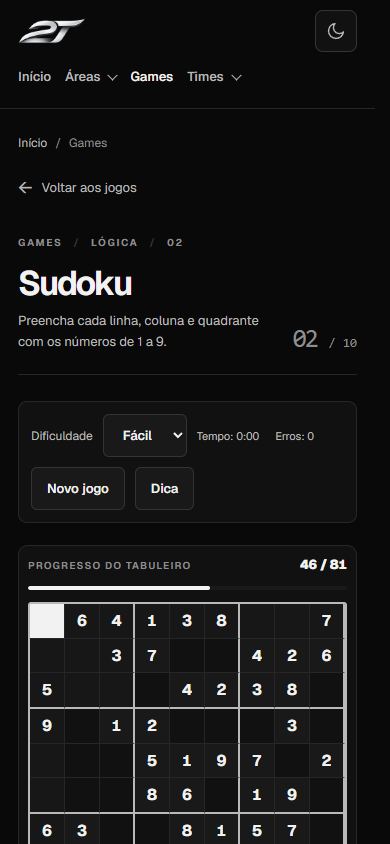 2T
Início Áreas Games Times
Início / Games
← Voltar aos jogos
GAMES / LÓGICA / 02
Sudoku
Preencha cada linha, coluna e quadrante
com os números de 1 a 9.
02 / 10
Dificuldade Fácil Tempo: 0:00 Erros: 0
Novo jogo Dica
PROGRESSO DO TABULEIRO 46 / 81
6 4 1 3 8 7
3 7 4 2 6
5 4 2 3 8
9 1 2 3
5 1 9 7 2
8 6 1 9
6 3 8 1 5 7